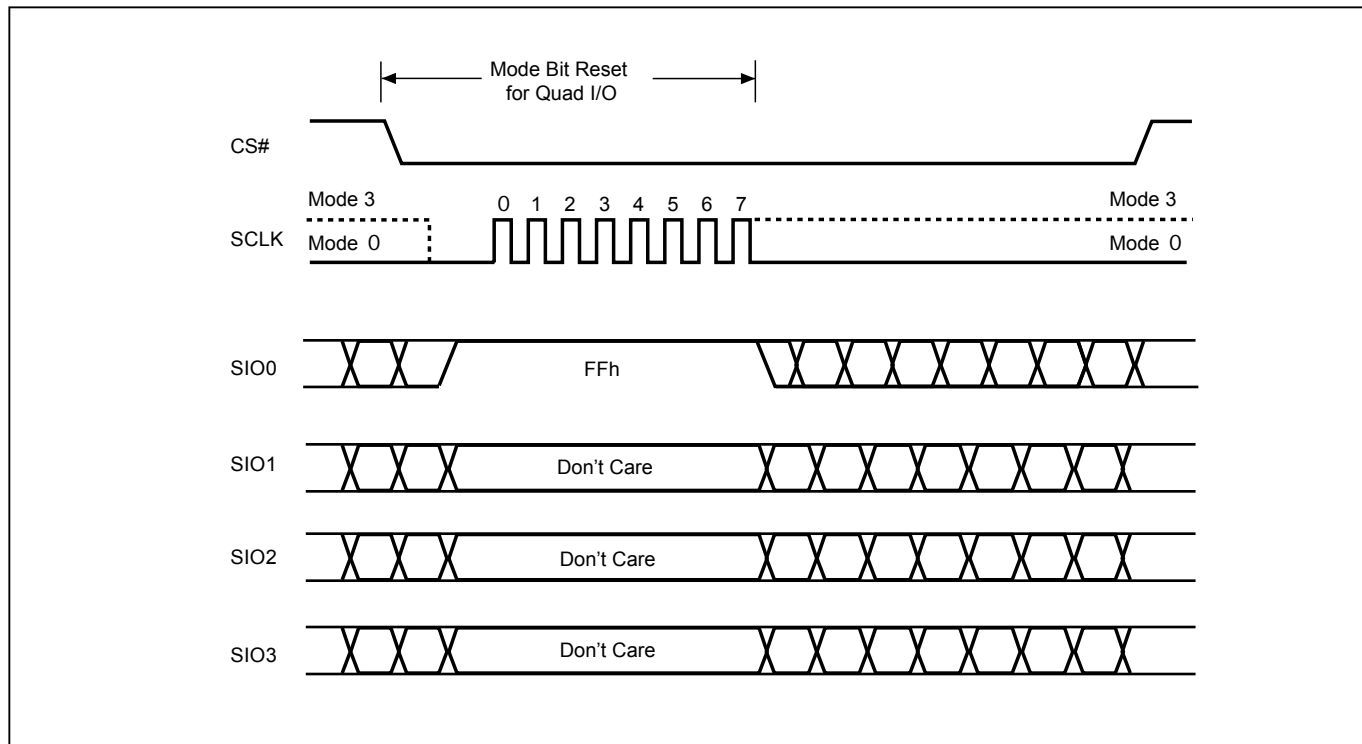 Mode Bit Reset
for Quad I/O
CS#
Mode 3
0 1 2 3 4 5 6 7
Mode 3
SCLK
Mode 0
Mode 0
SIO0
FFh
SIO1
Don't Care
SIO2
Don't Care
SIO3
Don't Care